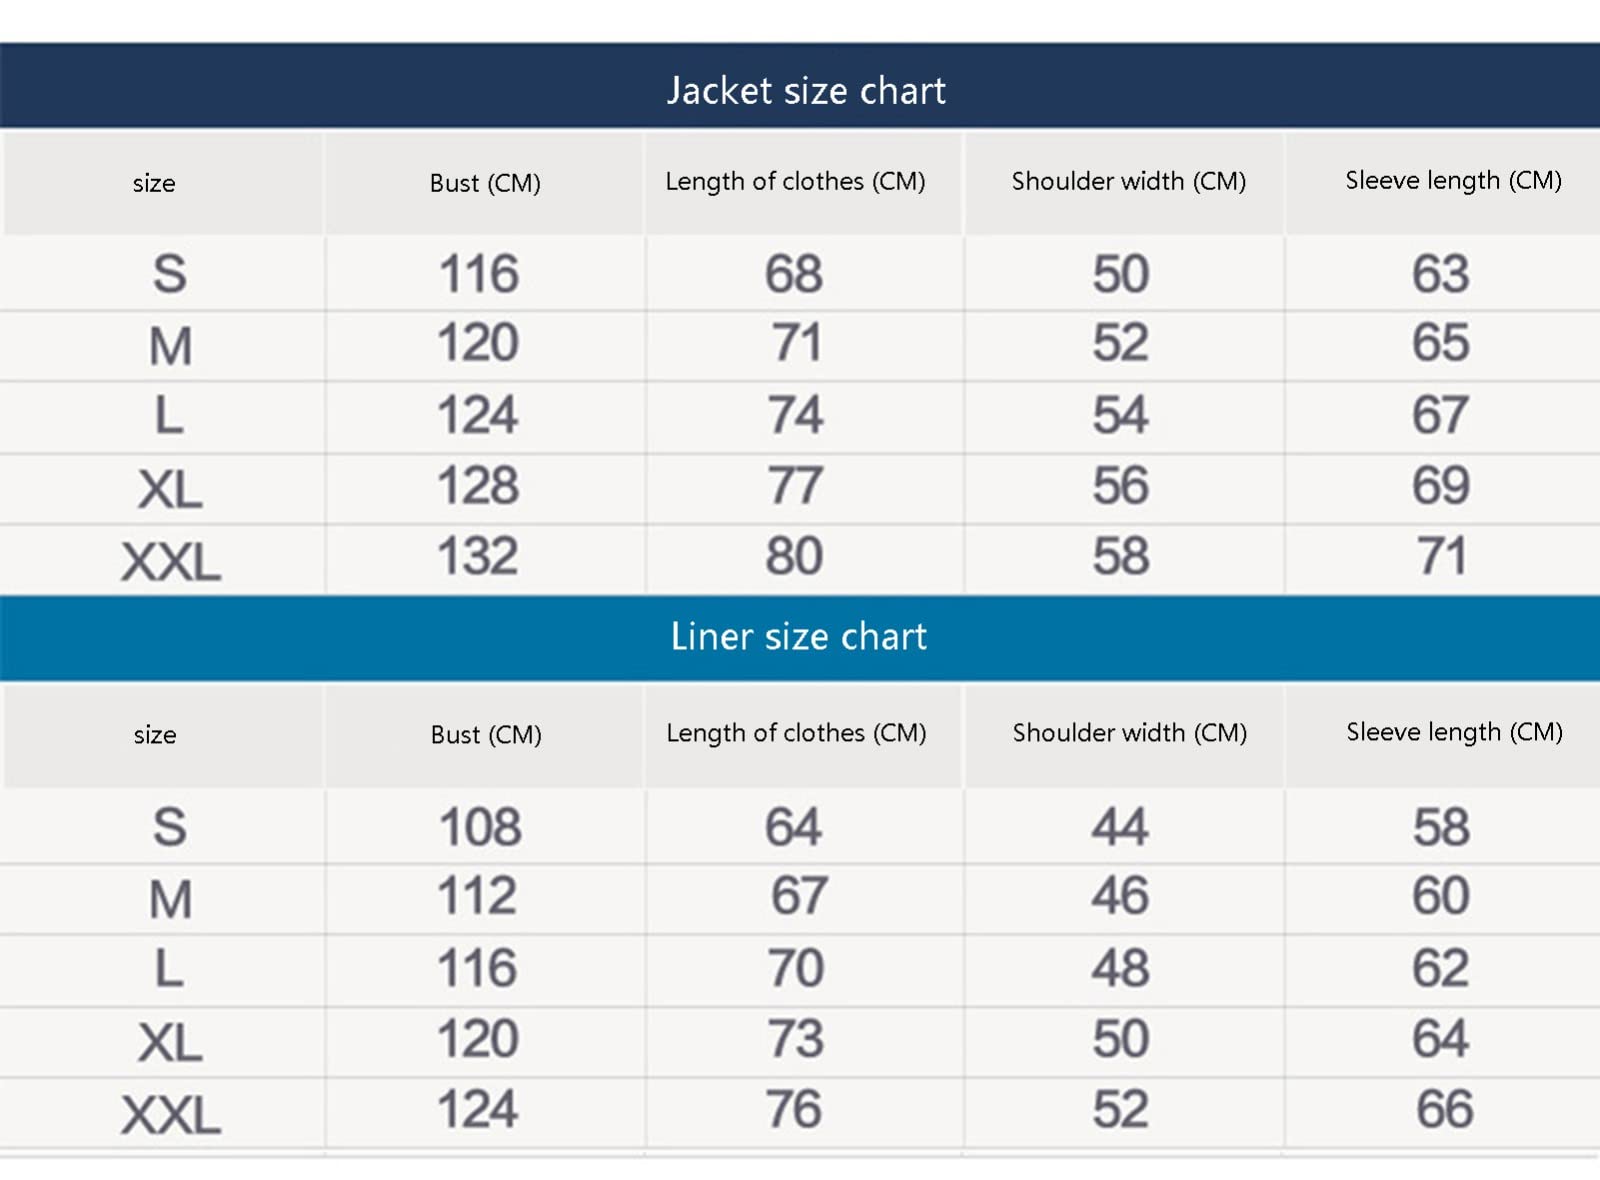 Jacket size chart
size Bust (CM) Length of clothes (CM) Shoulder width (CM) Sleeve length (CM)
S 116 68 50 63
M 120 71 52 65
L 124 74 54 67
XL 128 77 56 69
XXL 132 80 58 71
Liner size chart
size Bust (CM) Length of clothes (CM) Shoulder width (CM) Sleeve length (CM)
S 108 64 44 58
M 112 67 46 60
L 116 70 48 62
XL 120 73 50 64
XXL 124 76 52 66